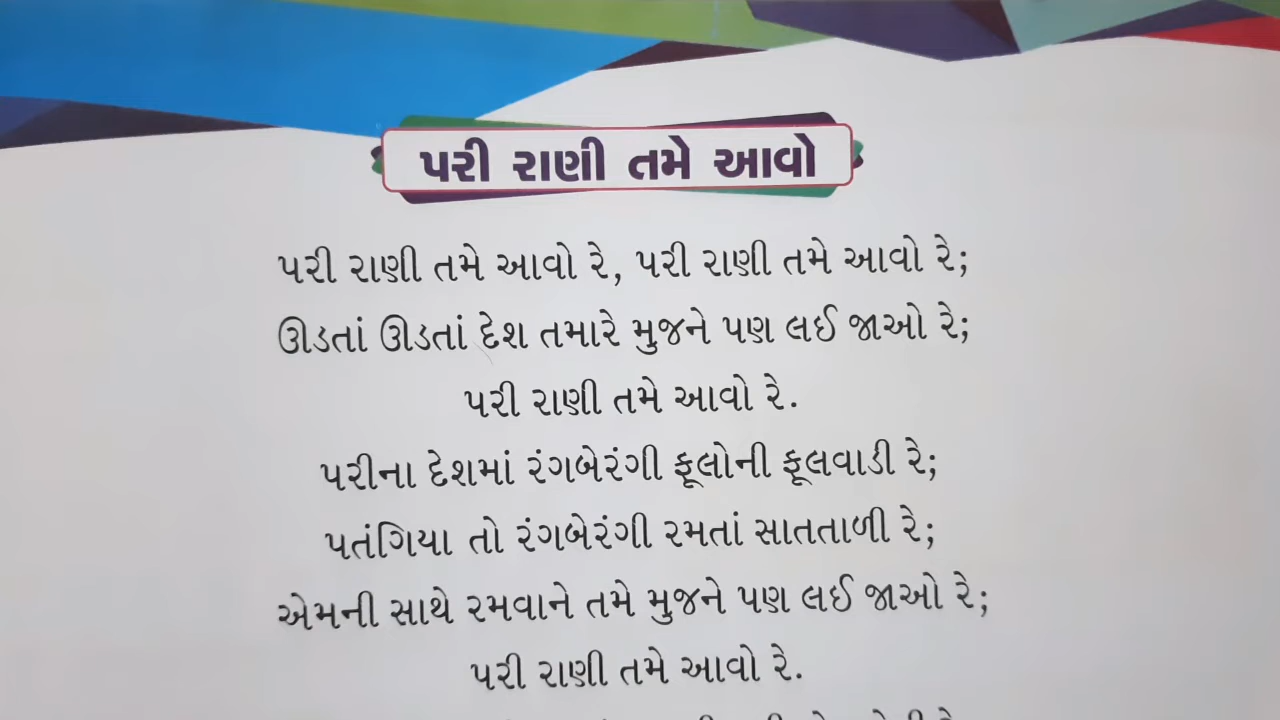 પરી રાણી તમે આવો
પરી રાણી તમે આવો રે, પરી રાણી તમે આવો રે;
ઊડતાં ઊડતાં દેશ તમારે મુજને પણ લઈ જાઓ રે;
પરી રાણી તમે આવો રે.
પરીના દેશમાં રંગબેરંગી ફૂલોની ફૂલવાડી રે;
પતંગિયા તો રંગબેરંગી રમતાં સાતતાળી રે;
એમની સાથે રમવાને તમે મુજને પણ લઈ જાઓ રે;
પરી રાણી તમે આવો રે.